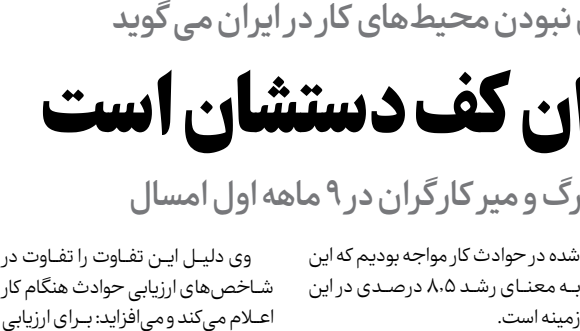 نبودن محیط‌های کار در ایران می گوید
کف دستشان است
و میر کارگران در ۹ ماهه اول امسال
شده در حوادث کار مواجه بودیم که این
به معنای رشد ۸.۵ درصدی در این
زمینه است.
وی دلیل این تفاوت را تفاوت در
شاخص‌های ارزیابی حوادث هنگام کار
اعلام می‌کند و می‌افزاید: برای ارزیابی